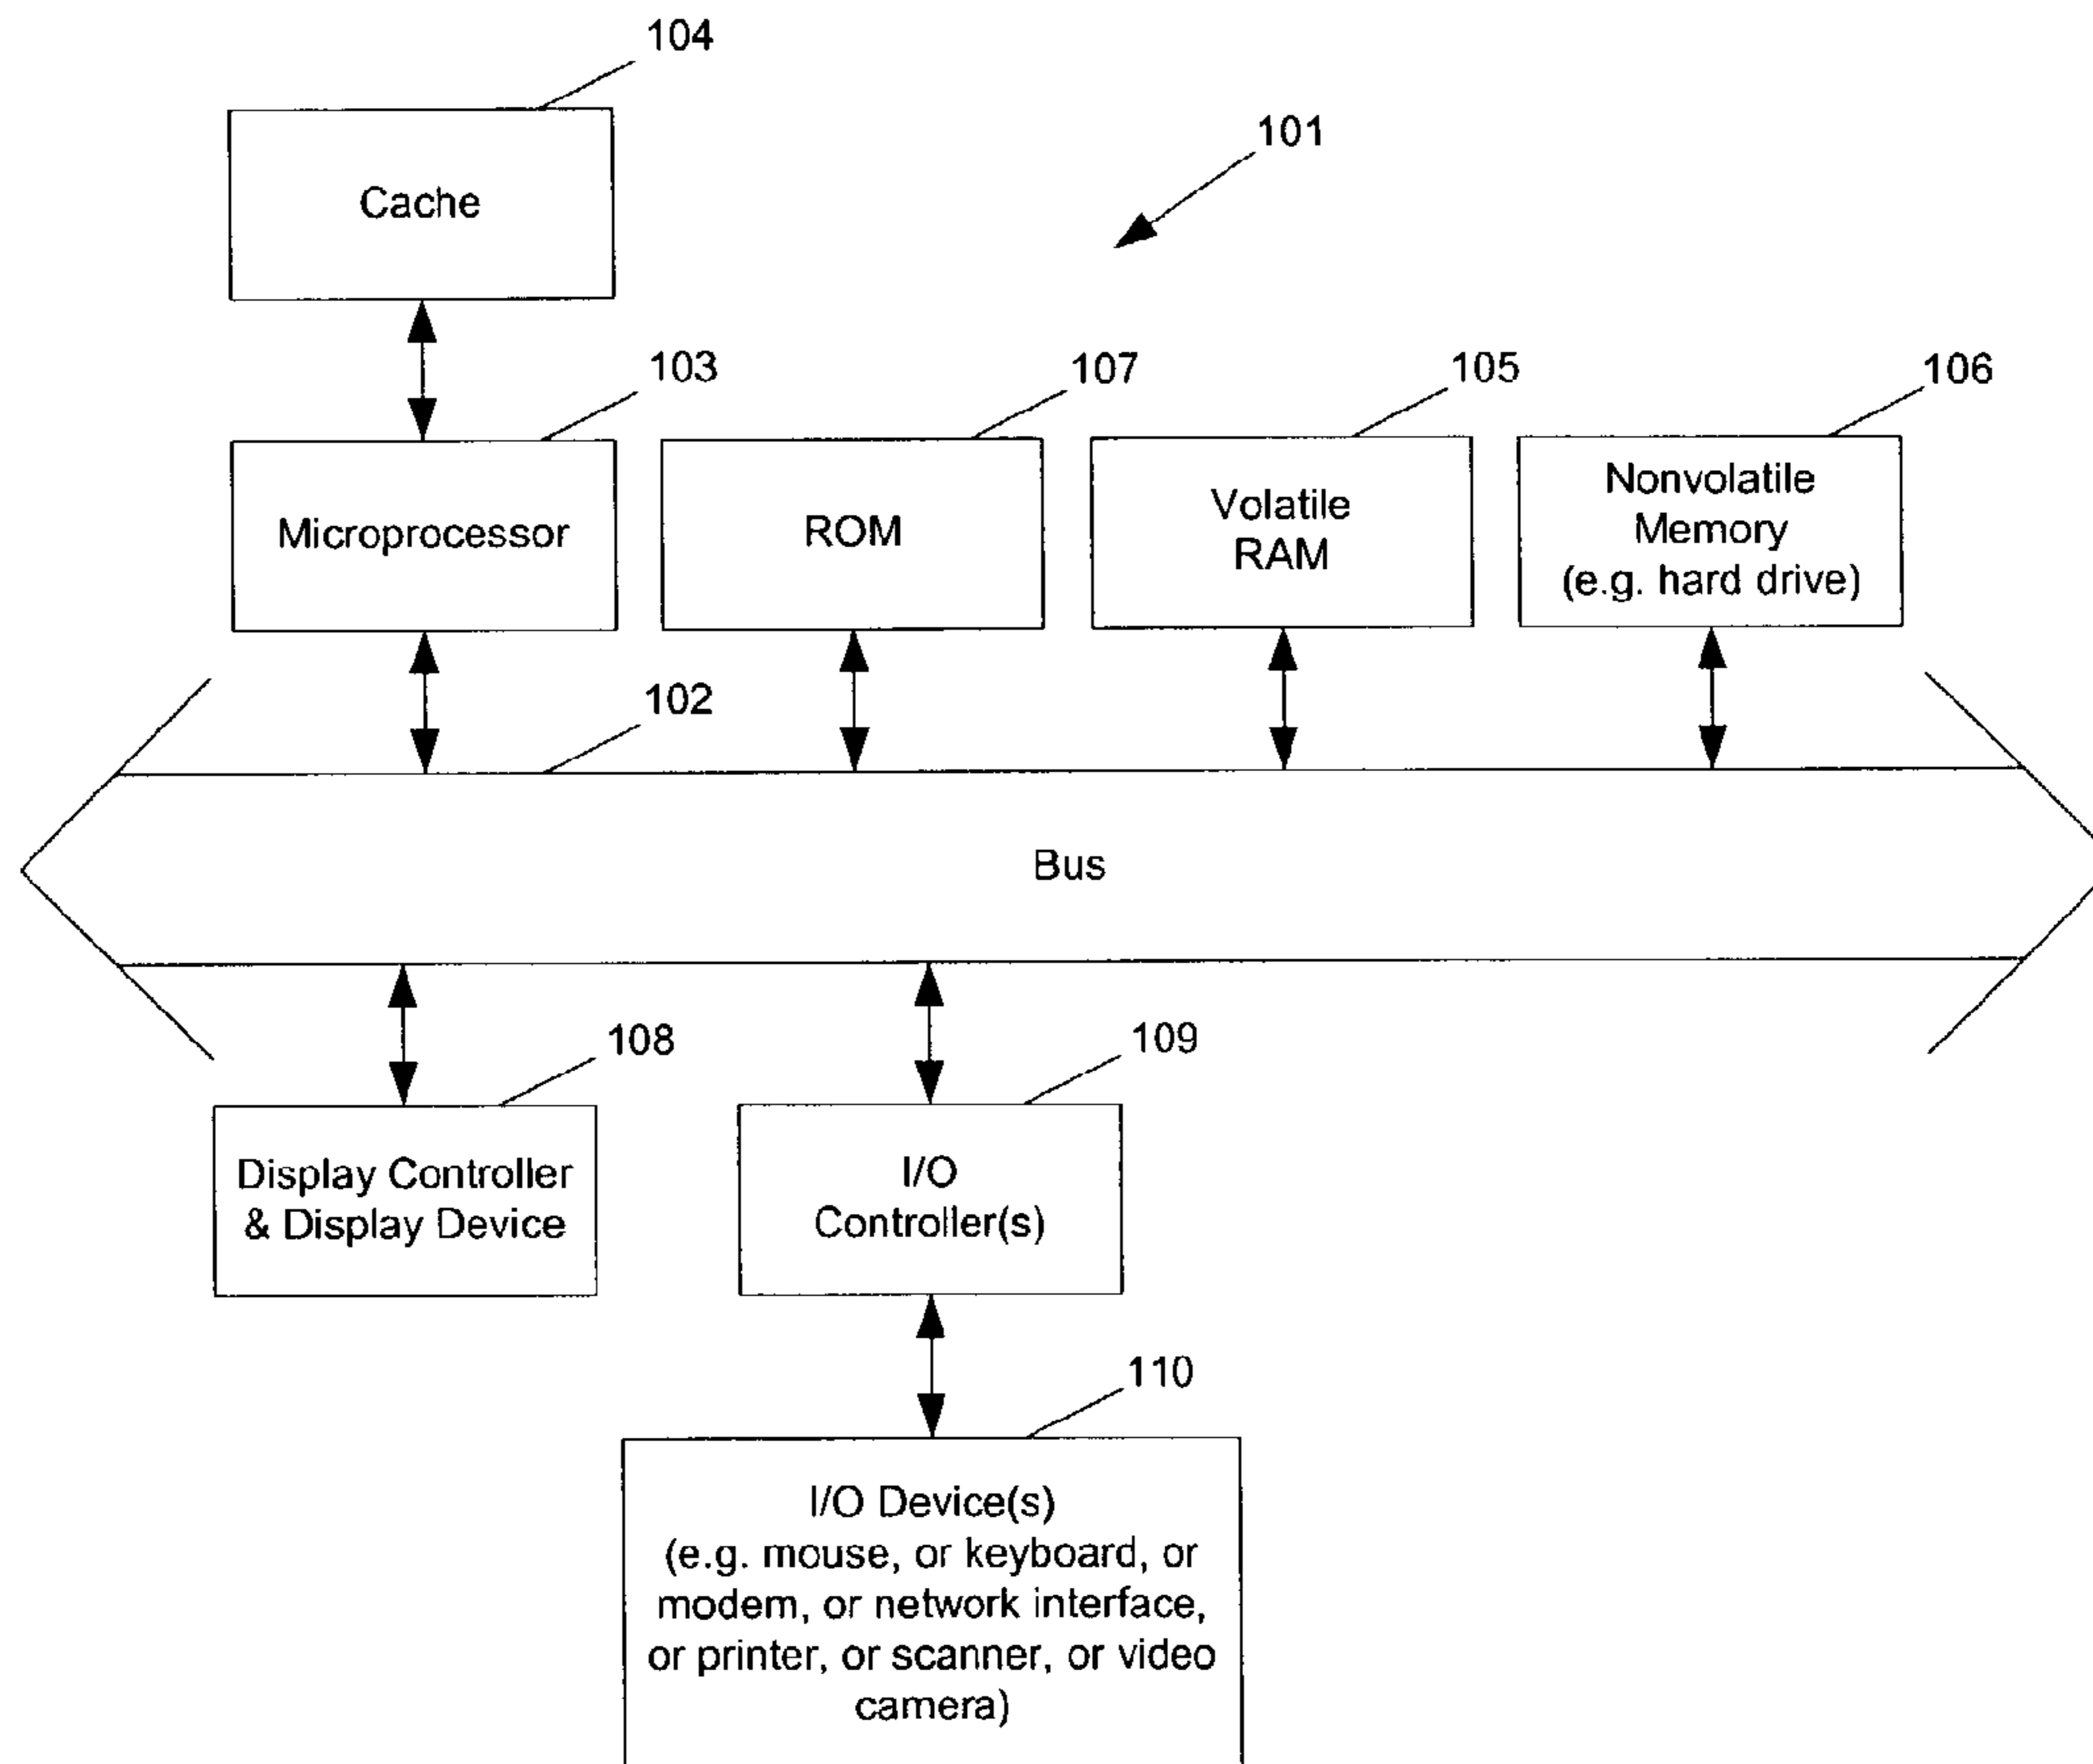 104
Cache
101
103
107
105
106
Microprocessor
ROM
Volatile
RAM
Nonvolatile
Memory
(e.g. hard drive)
102
Bus
108
109
Display Controller
& Display Device
I/O
Controller(s)
110
I/O Device(s)
(e.g. mouse, or keyboard, or
modem, or network interface,
or printer, or scanner, or video
camera)